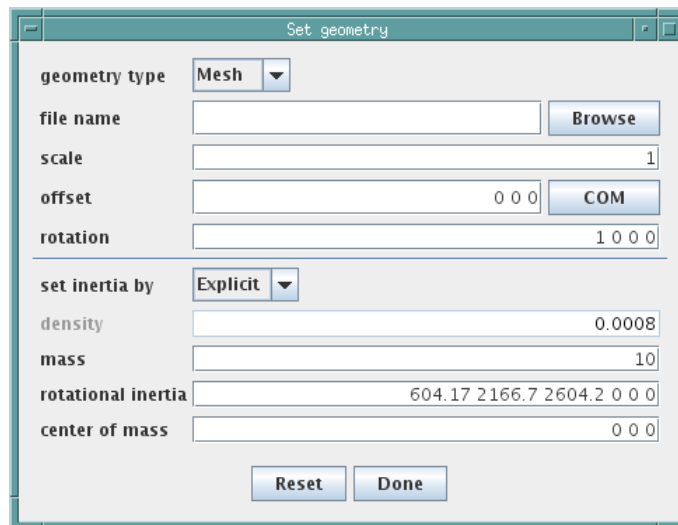 Set geometry
geometry type Mesh
file name Browse
scale 1
offset 0 0 0 COM
rotation 1 0 0 0
set inertia by Explicit
density 0.0008
mass 10
rotational inertia 604.17 2166.7 2604.2 0 0 0
center of mass 0 0 0
Reset Done